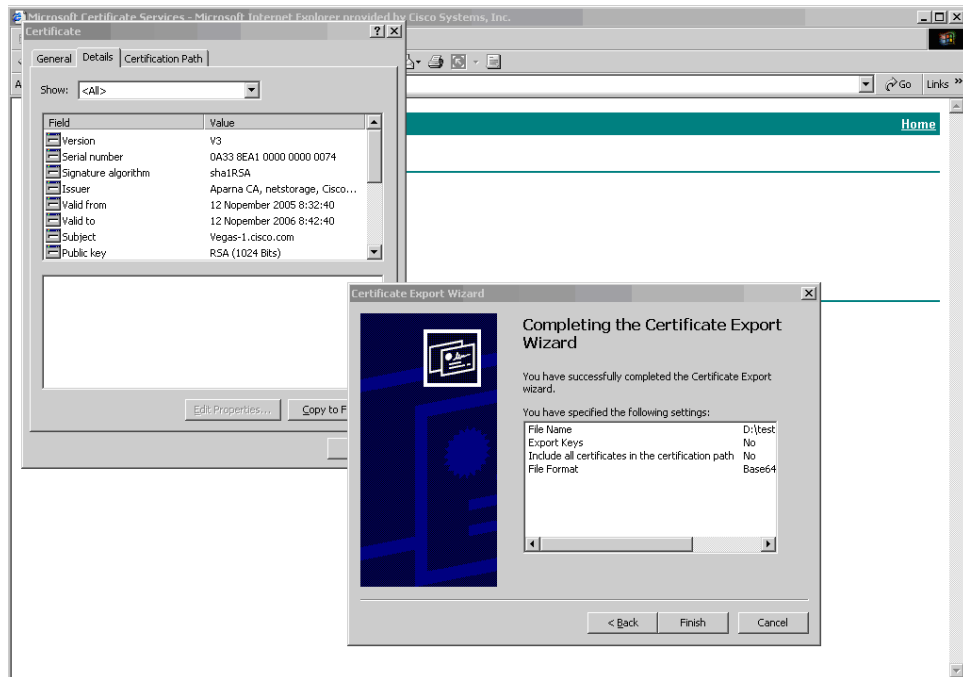 Microsoft Certificate Services - Microsoft Internet Explorer provided by Cisco Systems, Inc.
Certificate
General Details Certification Path
Go Links »
Show: <All>
Home
Field Value
Version V3
Serial number 0A33 8EA1 0000 0000 0074
Signature algorithm sha1RSA
Issuer Aparna CA, netstorage, Cisco...
Valid from 12 Nopember 2005 8:32:40
Valid to 12 Nopember 2006 8:42:40
Subject Vegas-1.cisco.com
Public key RSA (1024 Bits)
Edit Properties... Copy to F
Certificate Export Wizard
Completing the Certificate Export
Wizard
You have successfully completed the Certificate Export
wizard.
You have specified the following settings:
File Name D:\test
Export Keys No
Include all certificates in the certification path No
File Format Base64
< Back Finish Cancel